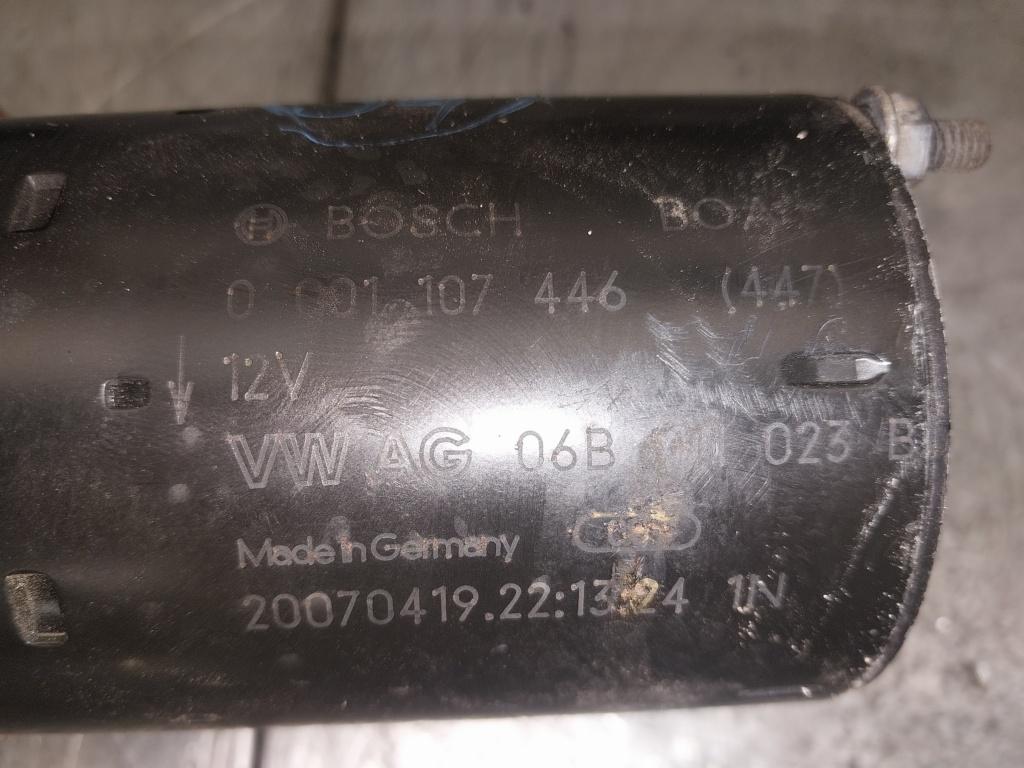 BOSCH
0 001 107 446 (447)
12V
VW AG 06B 023 B
Made in Germany
20070419.22:13 24 1N